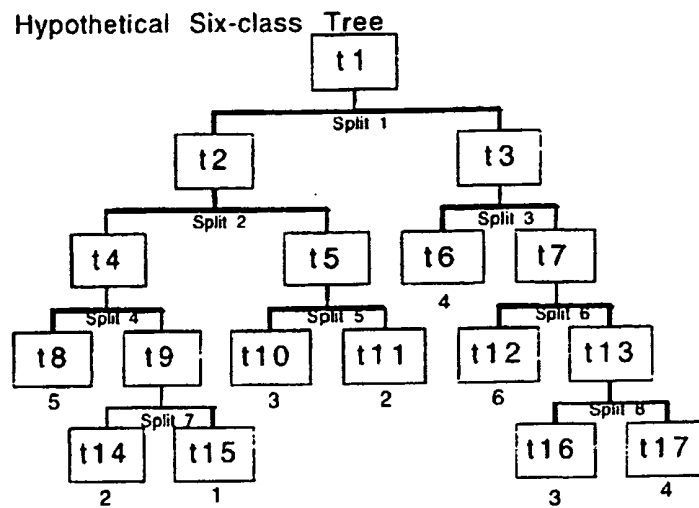 Hypothetical Six-class Tree
t1
Split 1
t2 t3
Split 2 Split 3
t4 t5 t6 t7
4
Split 4 Split 5 Split 6
t8 t9 t10 t11 t12 t13
5 3 2 6
Split 7 Split 8
t14 t15 t16 t17
2 1 3 4